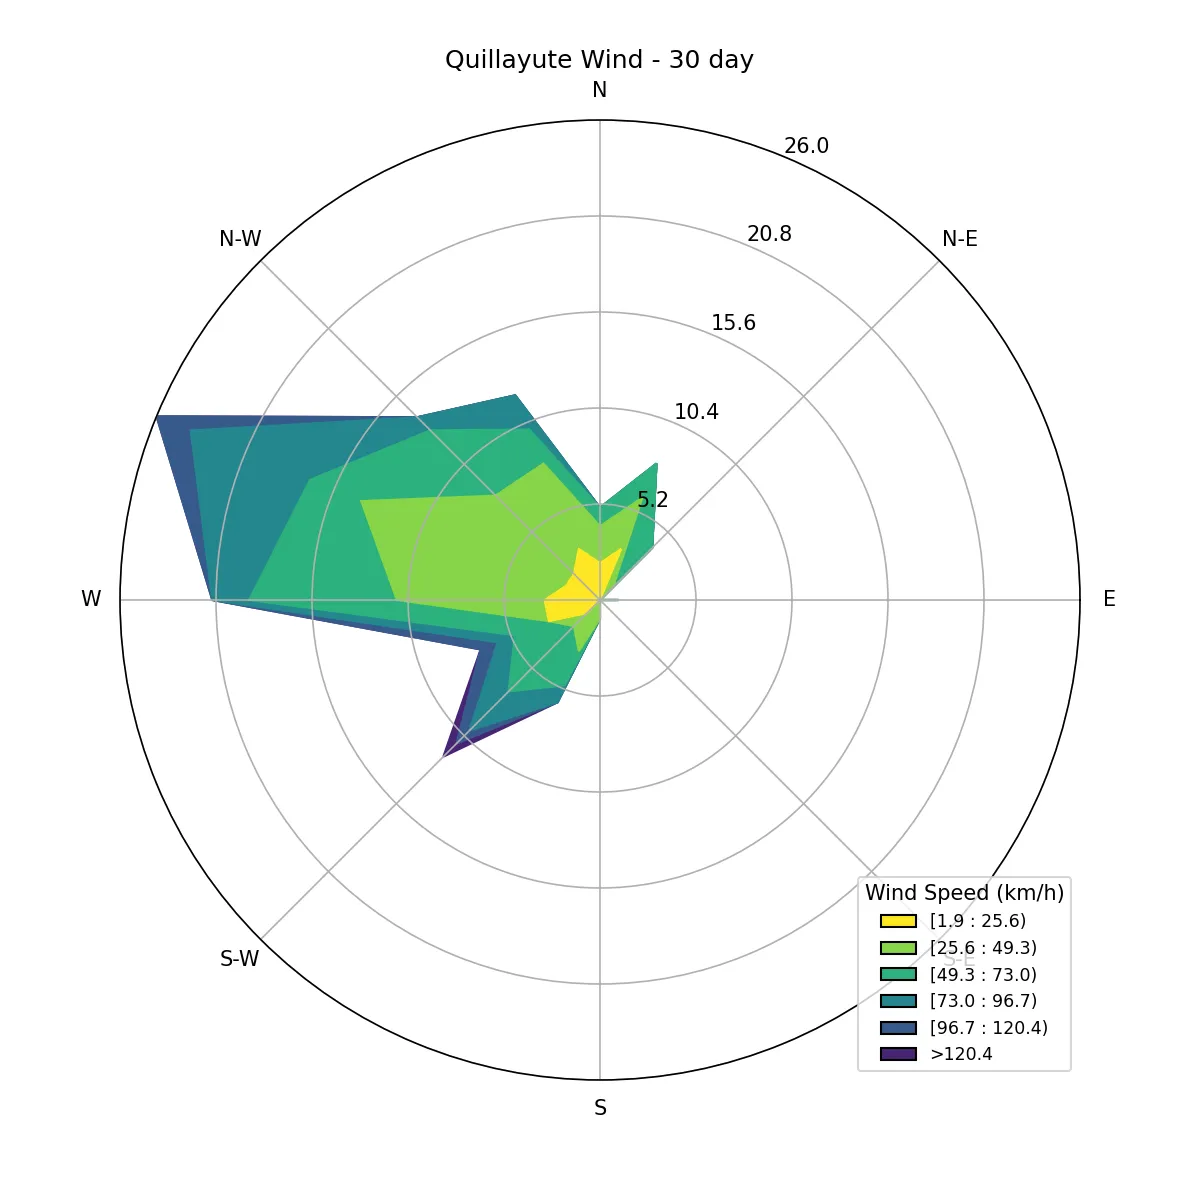 Quillayute Wind - 30 day
N
26.0
N-W
20.8
N-E
15.6
10.4
5.2
W
E
Wind Speed (km/h)
[1.9 : 25.6)
[25.6 : 49.3)
S-W
S-E
[49.3 : 73.0)
[73.0 : 96.7)
[96.7 : 120.4)
>120.4
S